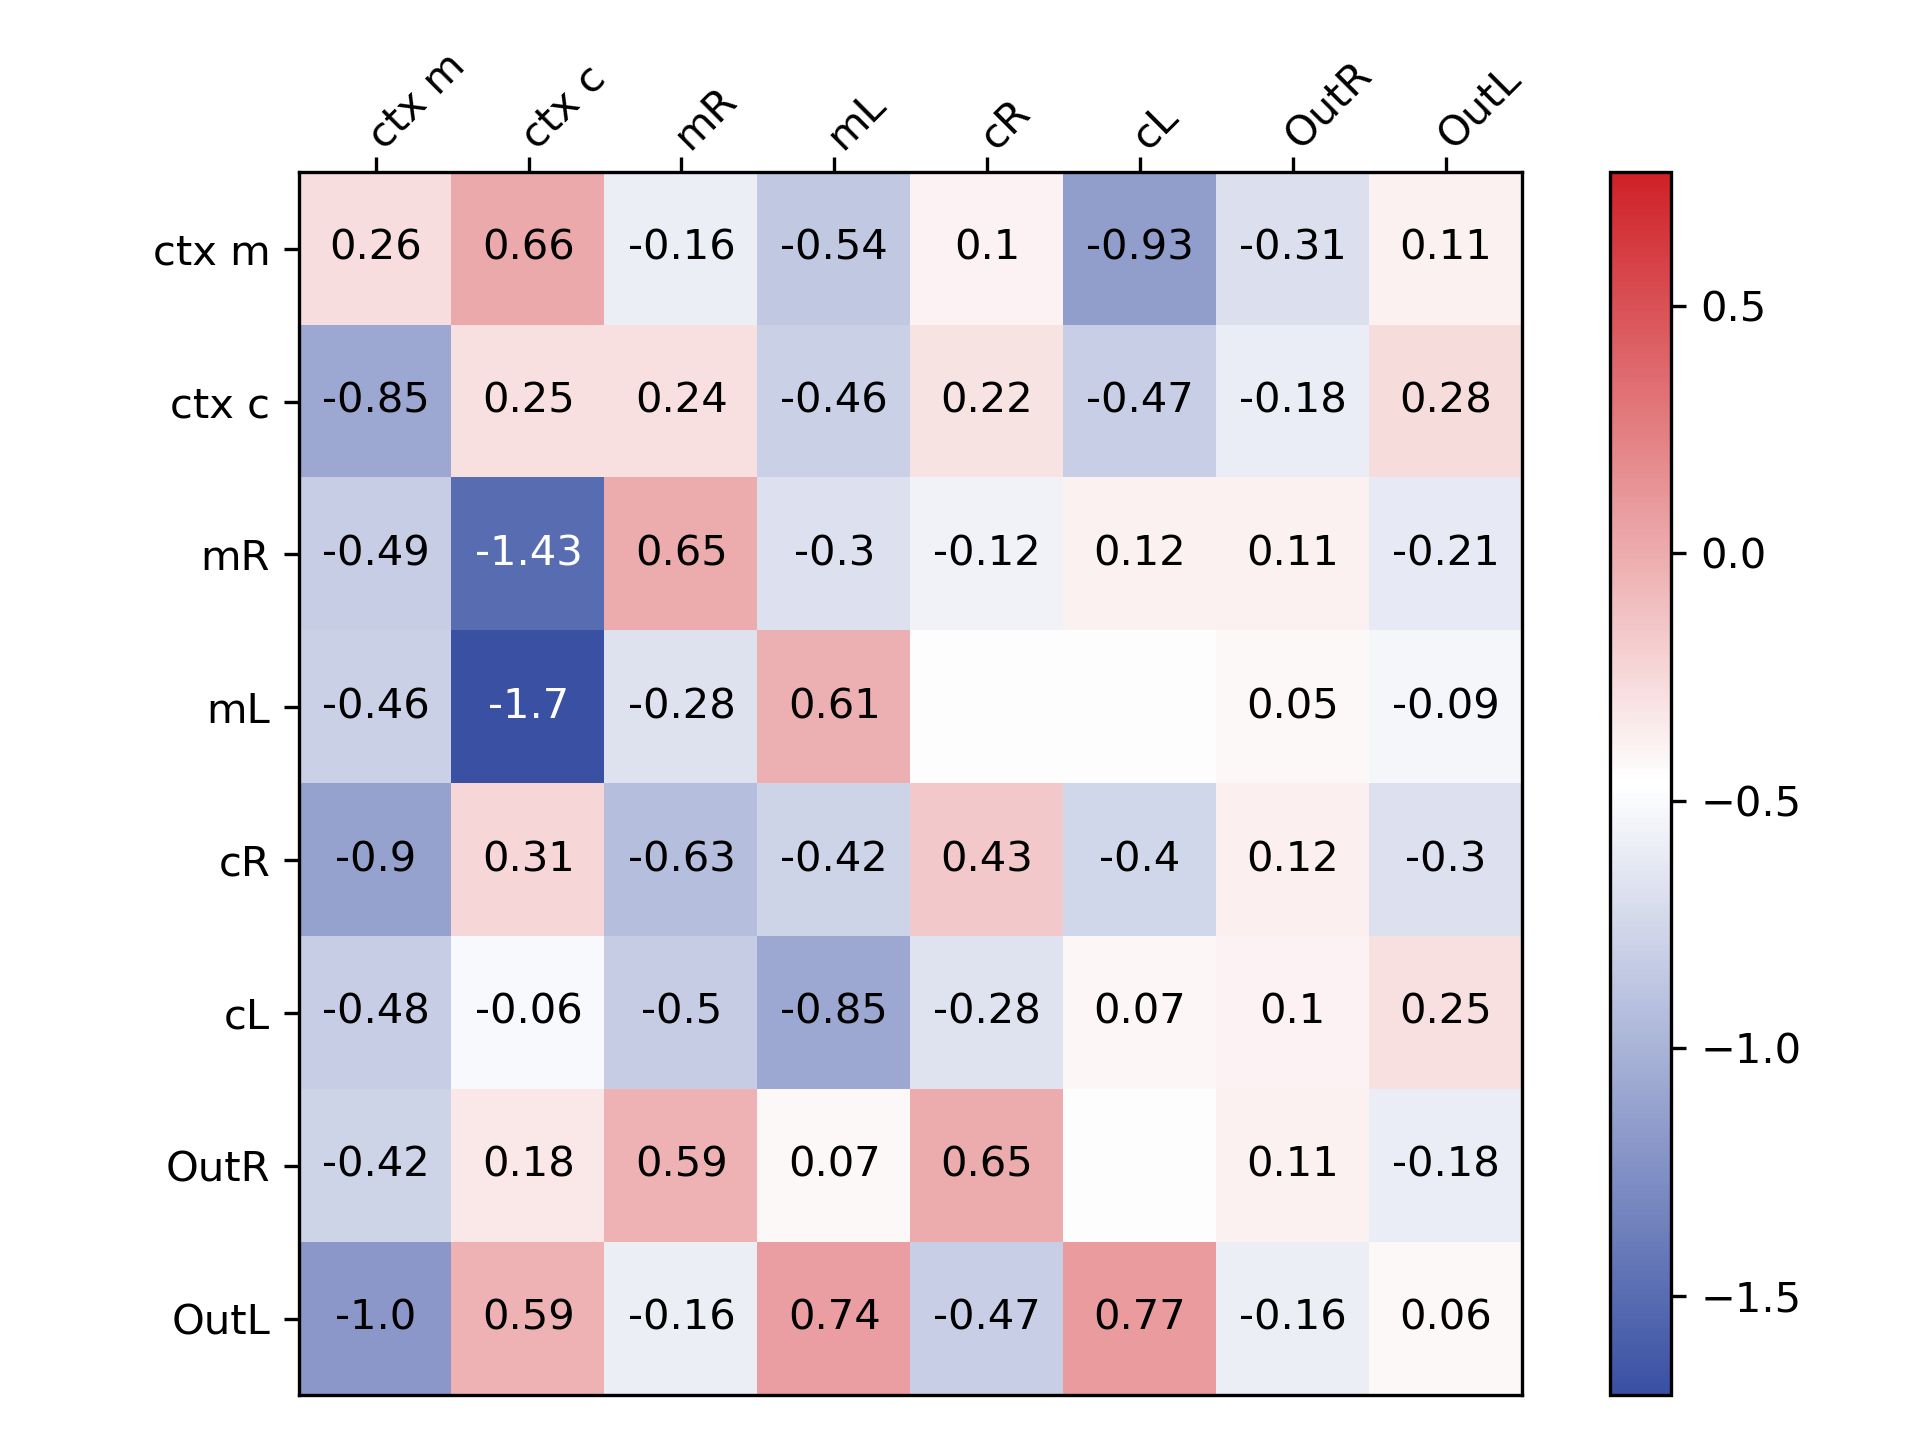 ctx m ctx c mR mL cR cL OutR OutL
ctx m 0.26 0.66 -0.16 -0.54 0.1 -0.93 -0.31 0.11
ctx c -0.85 0.25 0.24 -0.46 0.22 -0.47 -0.18 0.28
mR -0.49 -1.43 0.65 -0.3 -0.12 0.12 0.11 -0.21
mL -0.46 -1.7 -0.28 0.61 0.05 -0.09
cR -0.9 0.31 -0.63 -0.42 0.43 -0.4 0.12 -0.3
cL -0.48 -0.06 -0.5 -0.85 -0.28 0.07 0.1 0.25
OutR -0.42 0.18 0.59 0.07 0.65 0.11 -0.18
OutL -1.0 0.59 -0.16 0.74 -0.47 0.77 -0.16 0.06
0.5
0.0
−0.5
−1.0
−1.5